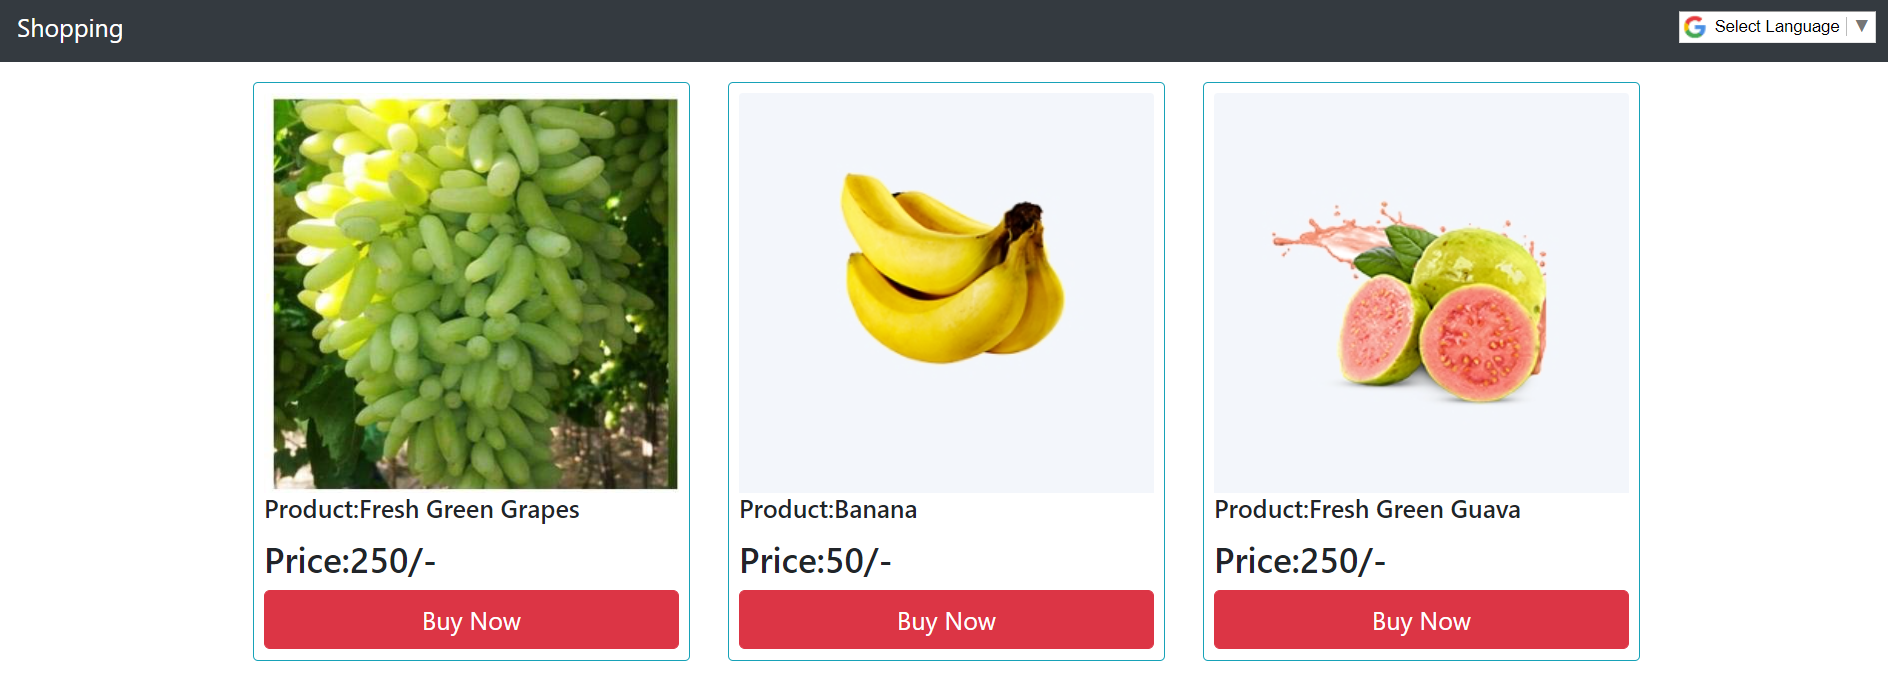 Shopping
Select Language ▼
Product:Fresh Green Grapes
Price:250/-
Buy Now
Product:Banana
Price:50/-
Buy Now
Product:Fresh Green Guava
Price:250/-
Buy Now